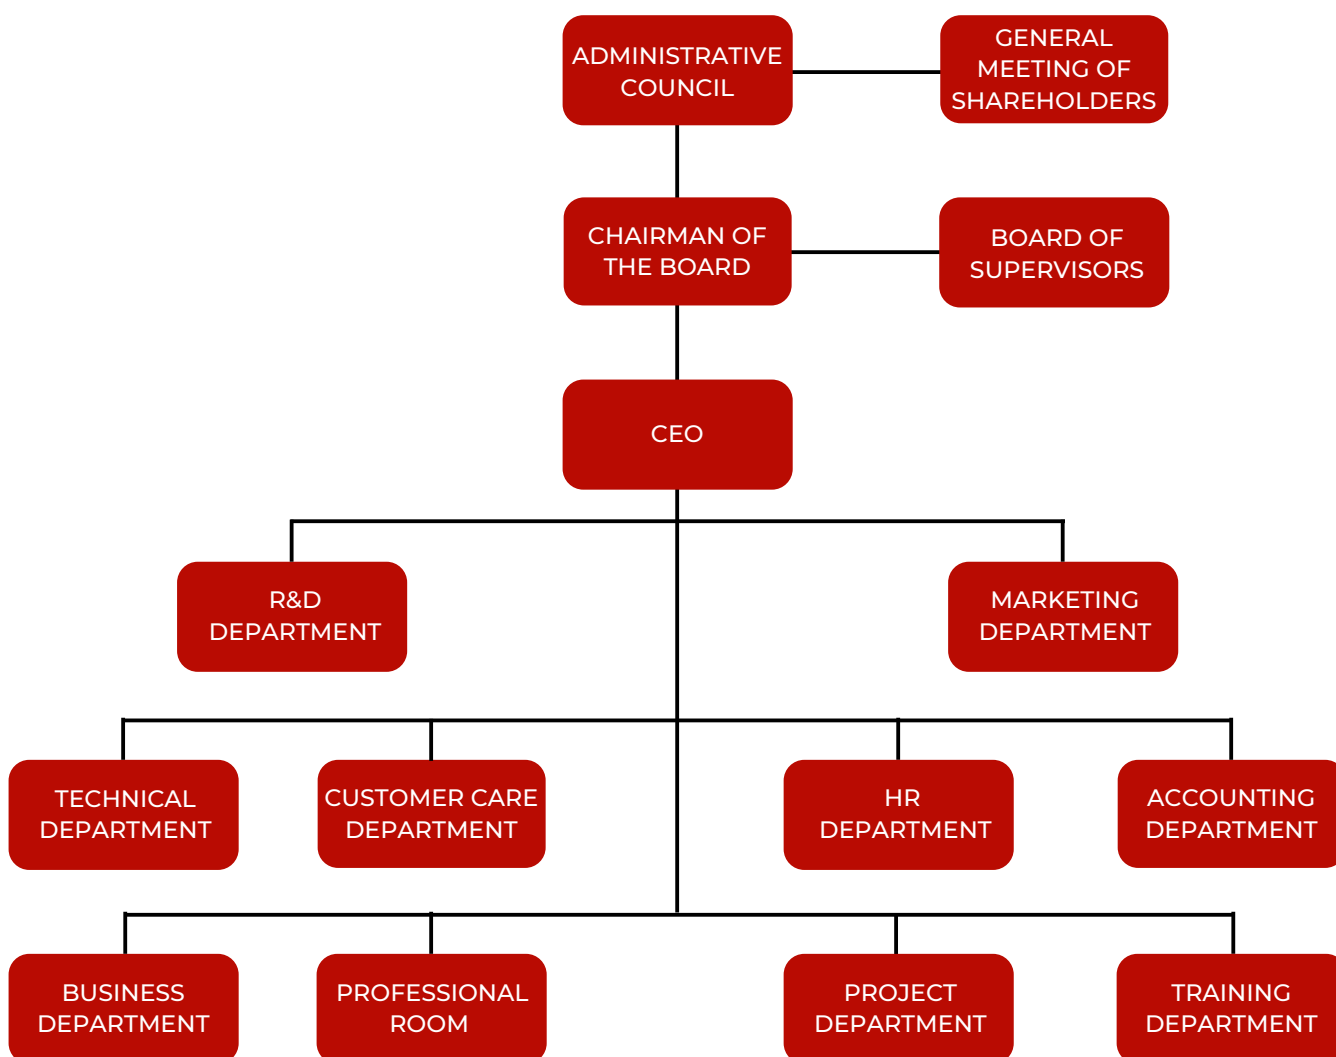 ADMINISTRATIVE
COUNCIL
GENERAL
MEETING OF
SHAREHOLDERS
CHAIRMAN OF
THE BOARD
BOARD OF
SUPERVISORS
CEO
R&D
DEPARTMENT
MARKETING
DEPARTMENT
TECHNICAL
DEPARTMENT
CUSTOMER CARE
DEPARTMENT
HR
DEPARTMENT
ACCOUNTING
DEPARTMENT
BUSINESS
DEPARTMENT
PROFESSIONAL
ROOM
PROJECT
DEPARTMENT
TRAINING
DEPARTMENT